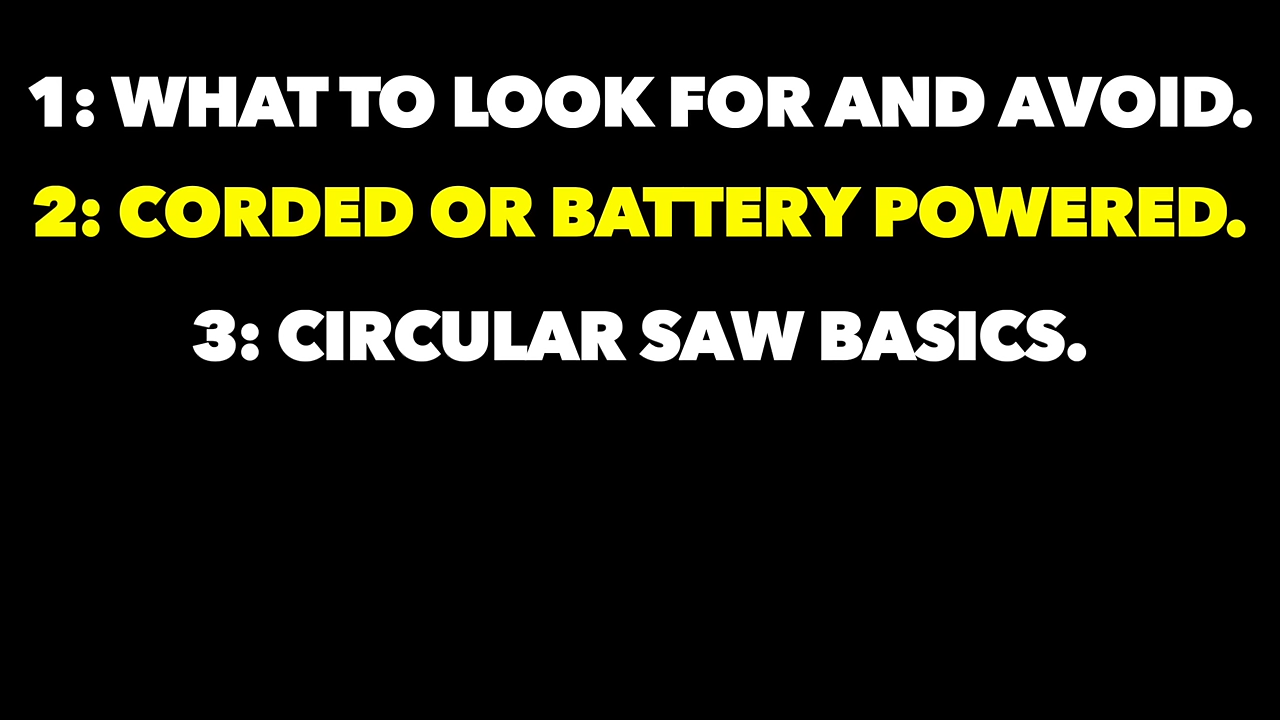 1: WHAT TO LOOK FOR AND AVOID.
2: CORDED OR BATTERY POWERED.
3: CIRCULAR SAW BASICS.